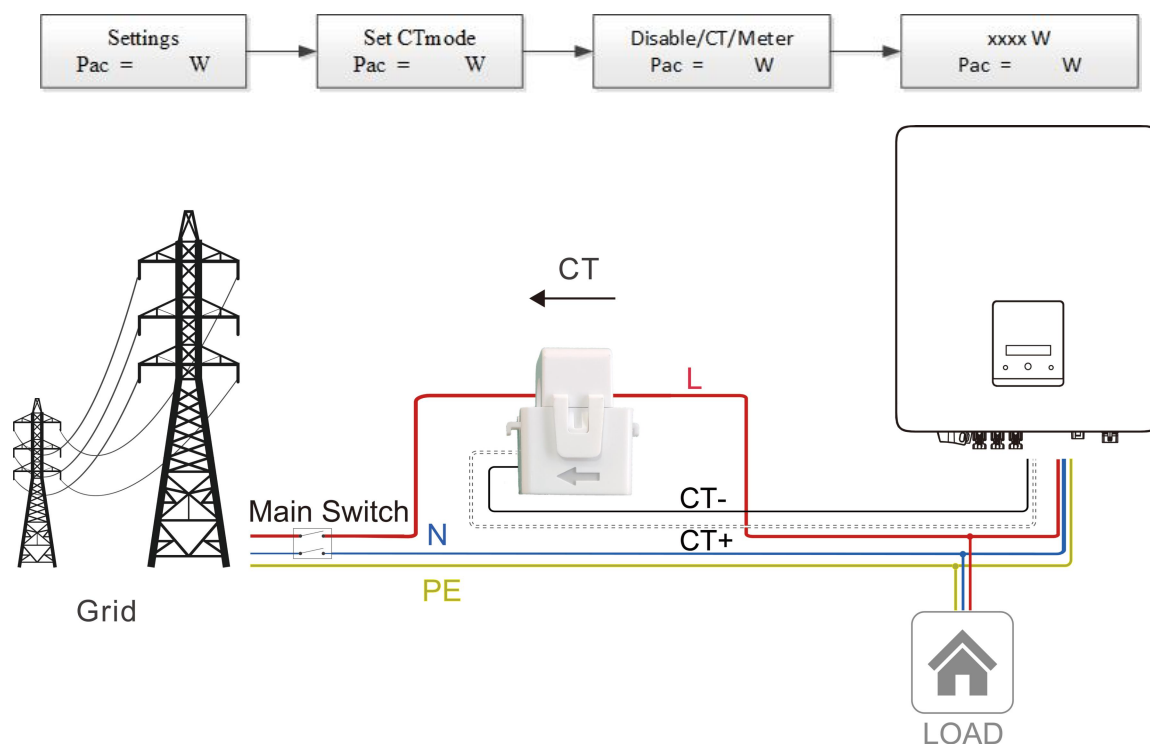 Settings
Pac = W
Set CTmode
Pac = W
Disable/CT/Meter
Pac = W
xxxx W
Pac = W
CT
L
CT-
Main Switch
N
CT+
PE
Grid
LOAD